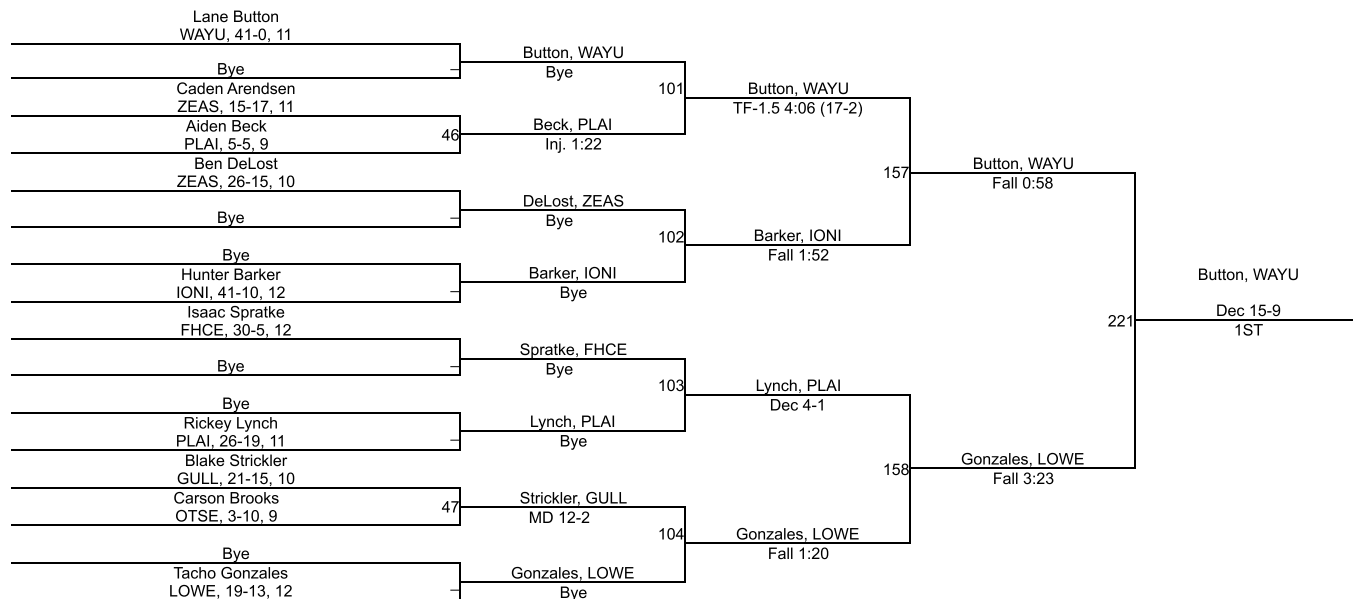 Lane Button
WAYU, 41-0, 11
Bye
Caden Arendsen
ZEAS, 15-17, 11
Aiden Beck
PLAI, 5-5, 9
Ben DeLost
ZEAS, 26-15, 10
Bye
Bye
Hunter Barker
IONI, 41-10, 12
Isaac Spratke
FHCE, 30-5, 12
Bye
Bye
Rickey Lynch
PLAI, 26-19, 11
Blake Strickler
GULL, 21-15, 10
Carson Brooks
OTSE, 3-10, 9
Bye
Tacho Gonzales
LOWE, 19-13, 12
46
47
Button, WAYU
Bye
Beck, PLAI
Inj. 1:22
DeLost, ZEAS
Bye
Barker, IONI
Bye
Spratke, FHCE
Bye
Lynch, PLAI
Bye
Strickler, GULL
MD 12-2
Gonzales, LOWE
Bye
101
102
103
104
Button, WAYU
TF-1.5 4:06 (17-2)
Barker, IONI
Fall 1:52
Lynch, PLAI
Dec 4-1
Gonzales, LOWE
Fall 1:20
157
158
Button, WAYU
Fall 0:58
Gonzales, LOWE
Fall 3:23
221
Button, WAYU
Dec 15-9
1ST